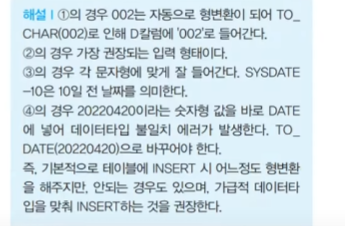 해설 | ①의 경우 002는 자동으로 형변환이 되어 TO_
CHAR(002)로 인해 D칼럼에 '002'로 들어간다.
②의 경우 가장 권장되는 입력 형태이다.
③의 경우 각 문자형에 맞게 잘 들어간다. SYSDATE
-10은 10일 전 날짜를 의미한다.
④의 경우 20220420이라는 숫자형 값을 바로 DATE
에 넣어 데이터타입 불일치 에러가 발생한다. TO_
DATE(20220420)으로 바꾸어야 한다.
즉, 기본적으로 테이블에 INSERT 시 어느정도 형변환
을 해주지만, 안되는 경우도 있으며, 가급적 데이터타
입을 맞춰 INSERT하는 것을 권장한다.